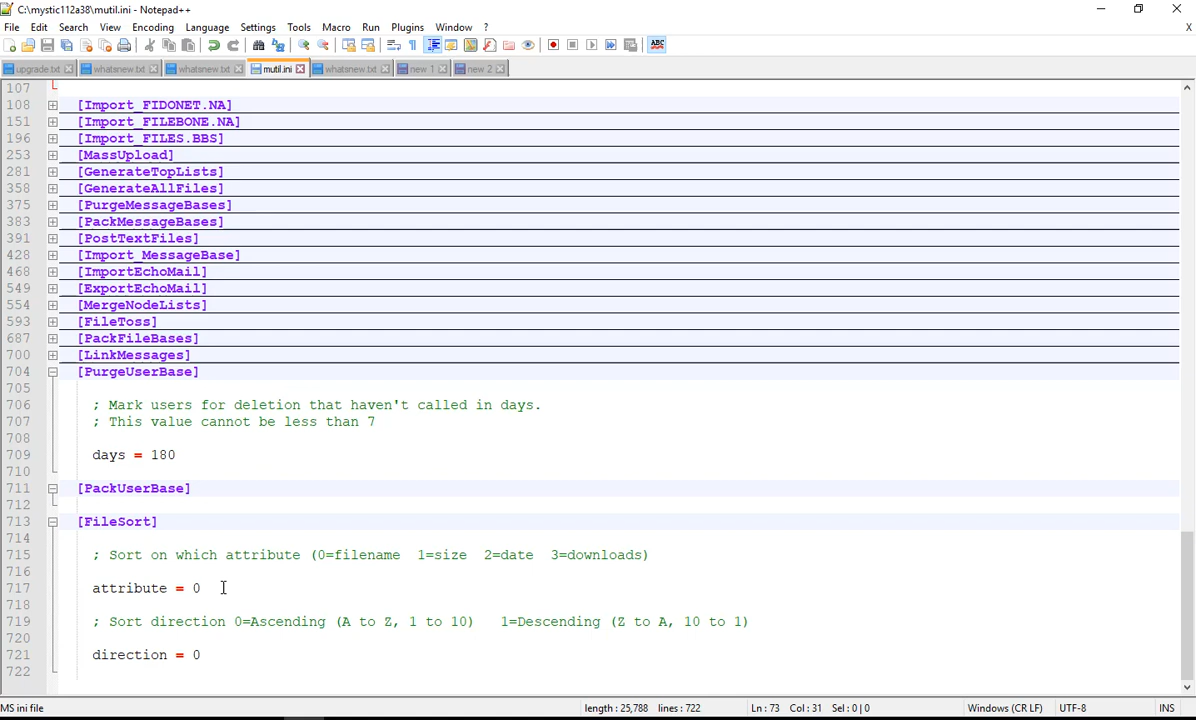 C:\mystic112a38\mutil.ini - Notepad++
File Edit Search View Encoding Language Settings Tools Macro Run Plugins Window ?
X
ABC
upgrade.txt whatsnew.txt whatsnew.txt mutil.ini whatsnew.txt new 1 new 2
107
108 [Import_FIDONET.NA]
151 [Import_FILEBONE.NA]
196 [Import_FILES.BBS]
253 [MassUpload]
281 [GenerateTopLists]
358 [GenerateAllFiles]
375 [PurgeMessageBases]
383 [PackMessageBases]
391 [PostTextFiles]
428 [Import_MessageBase]
468 [ImportEchoMail]
549 [ExportEchoMail]
554 [MergeNodeLists]
593 [FileToss]
687 [PackFileBases]
700 [LinkMessages]
704 [PurgeUserBase]
705
706 ; Mark users for deletion that haven't called in days.
707 ; This value cannot be less than 7
708
709 days = 180
710
711 [PackUserBase]
712
713 [FileSort]
714
715 ; Sort on which attribute (0=filename 1=size 2=date 3=downloads)
716
717 attribute = 0
718
719 ; Sort direction 0=Ascending (A to Z, 1 to 10) 1=Descending (Z to A, 10 to 1)
720
721 direction = 0
722
MS ini file length : 25,788 lines : 722 Ln : 73 Col : 31 Sel : 0 | 0 Windows (CR LF) UTF-8 INS